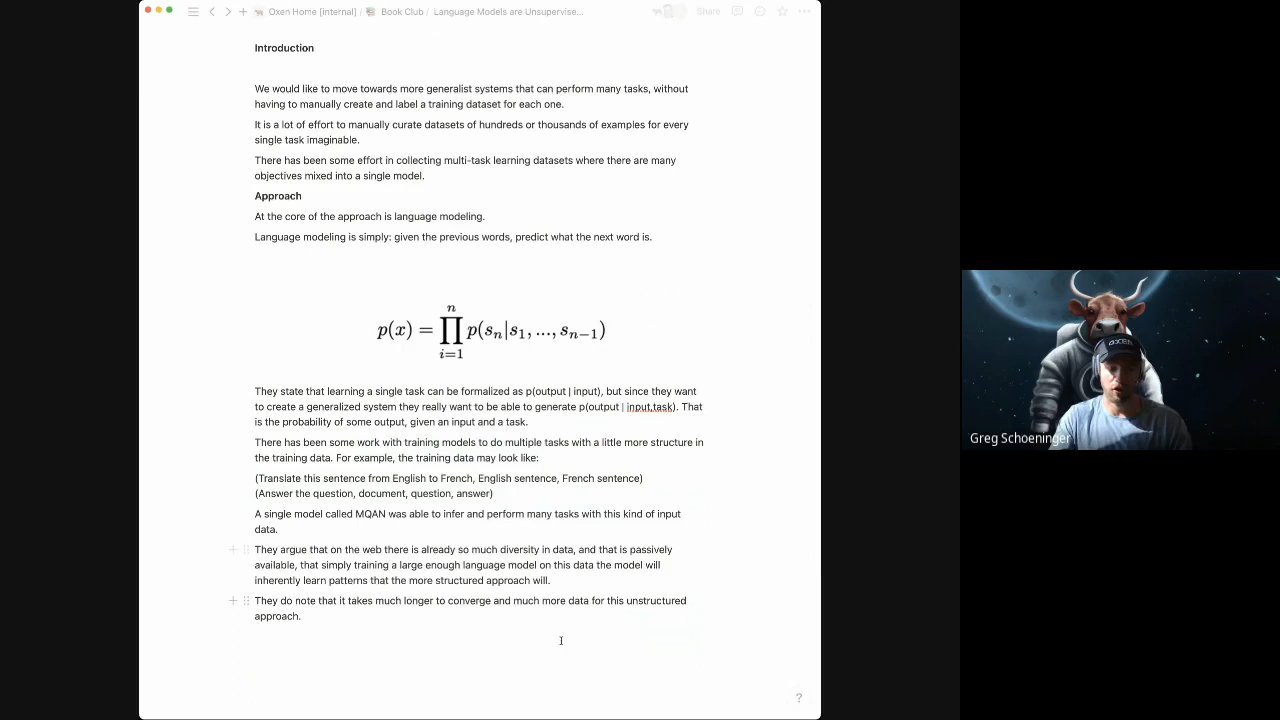 Oxen Home [internal] / Book Club / Language Models are Unsupervise...
Share
Introduction
We would like to move towards more generalist systems that can perform many tasks, without
having to manually create and label a training dataset for each one.
It is a lot of effort to manually curate datasets of hundreds or thousands of examples for every
single task imaginable.
There has been some effort in collecting multi-task learning datasets where there are many
objectives mixed into a single model.
Approach
At the core of the approach is language modeling.
Language modeling is simply: given the previous words, predict what the next word is.
p(x) = ∏_{i=1}^{n} p(s_n|s_1, ..., s_{n−1})
They state that learning a single task can be formalized as p(output | input), but since they want
to create a generalized system they really want to be able to generate p(output | input,task). That
is the probability of some output, given an input and a task.
There has been some work with training models to do multiple tasks with a little more structure in
the training data. For example, the training data may look like:
(Translate this sentence from English to French, English sentence, French sentence)
(Answer the question, document, question, answer)
A single model called MQAN was able to infer and perform many tasks with this kind of input
data.
They argue that on the web there is already so much diversity in data, and that is passively
available, that simply training a large enough language model on this data the model will
inherently learn patterns that the more structured approach will.
They do note that it takes much longer to converge and much more data for this unstructured
approach.
?
OXEN
Greg Schoeninger